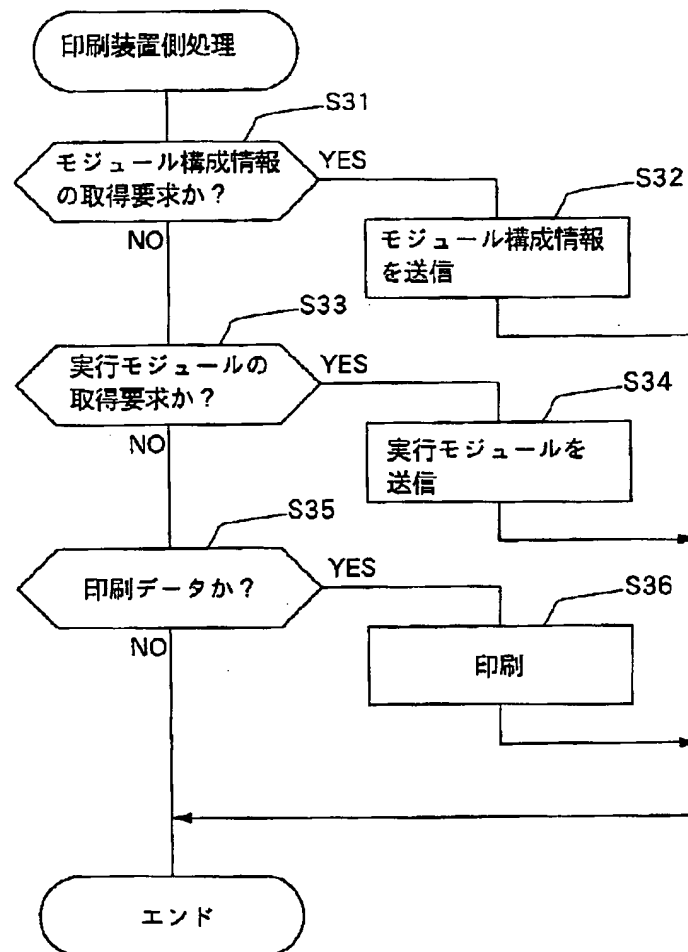 印刷装置側処理
S31
モジュール構成情報
の取得要求か？
YES
NO
S32
モジュール構成情報
を送信
S33
実行モジュールの
取得要求か？
YES
NO
S34
実行モジュールを
送信
S35
印刷データか？
YES
NO
S36
印刷
エンド